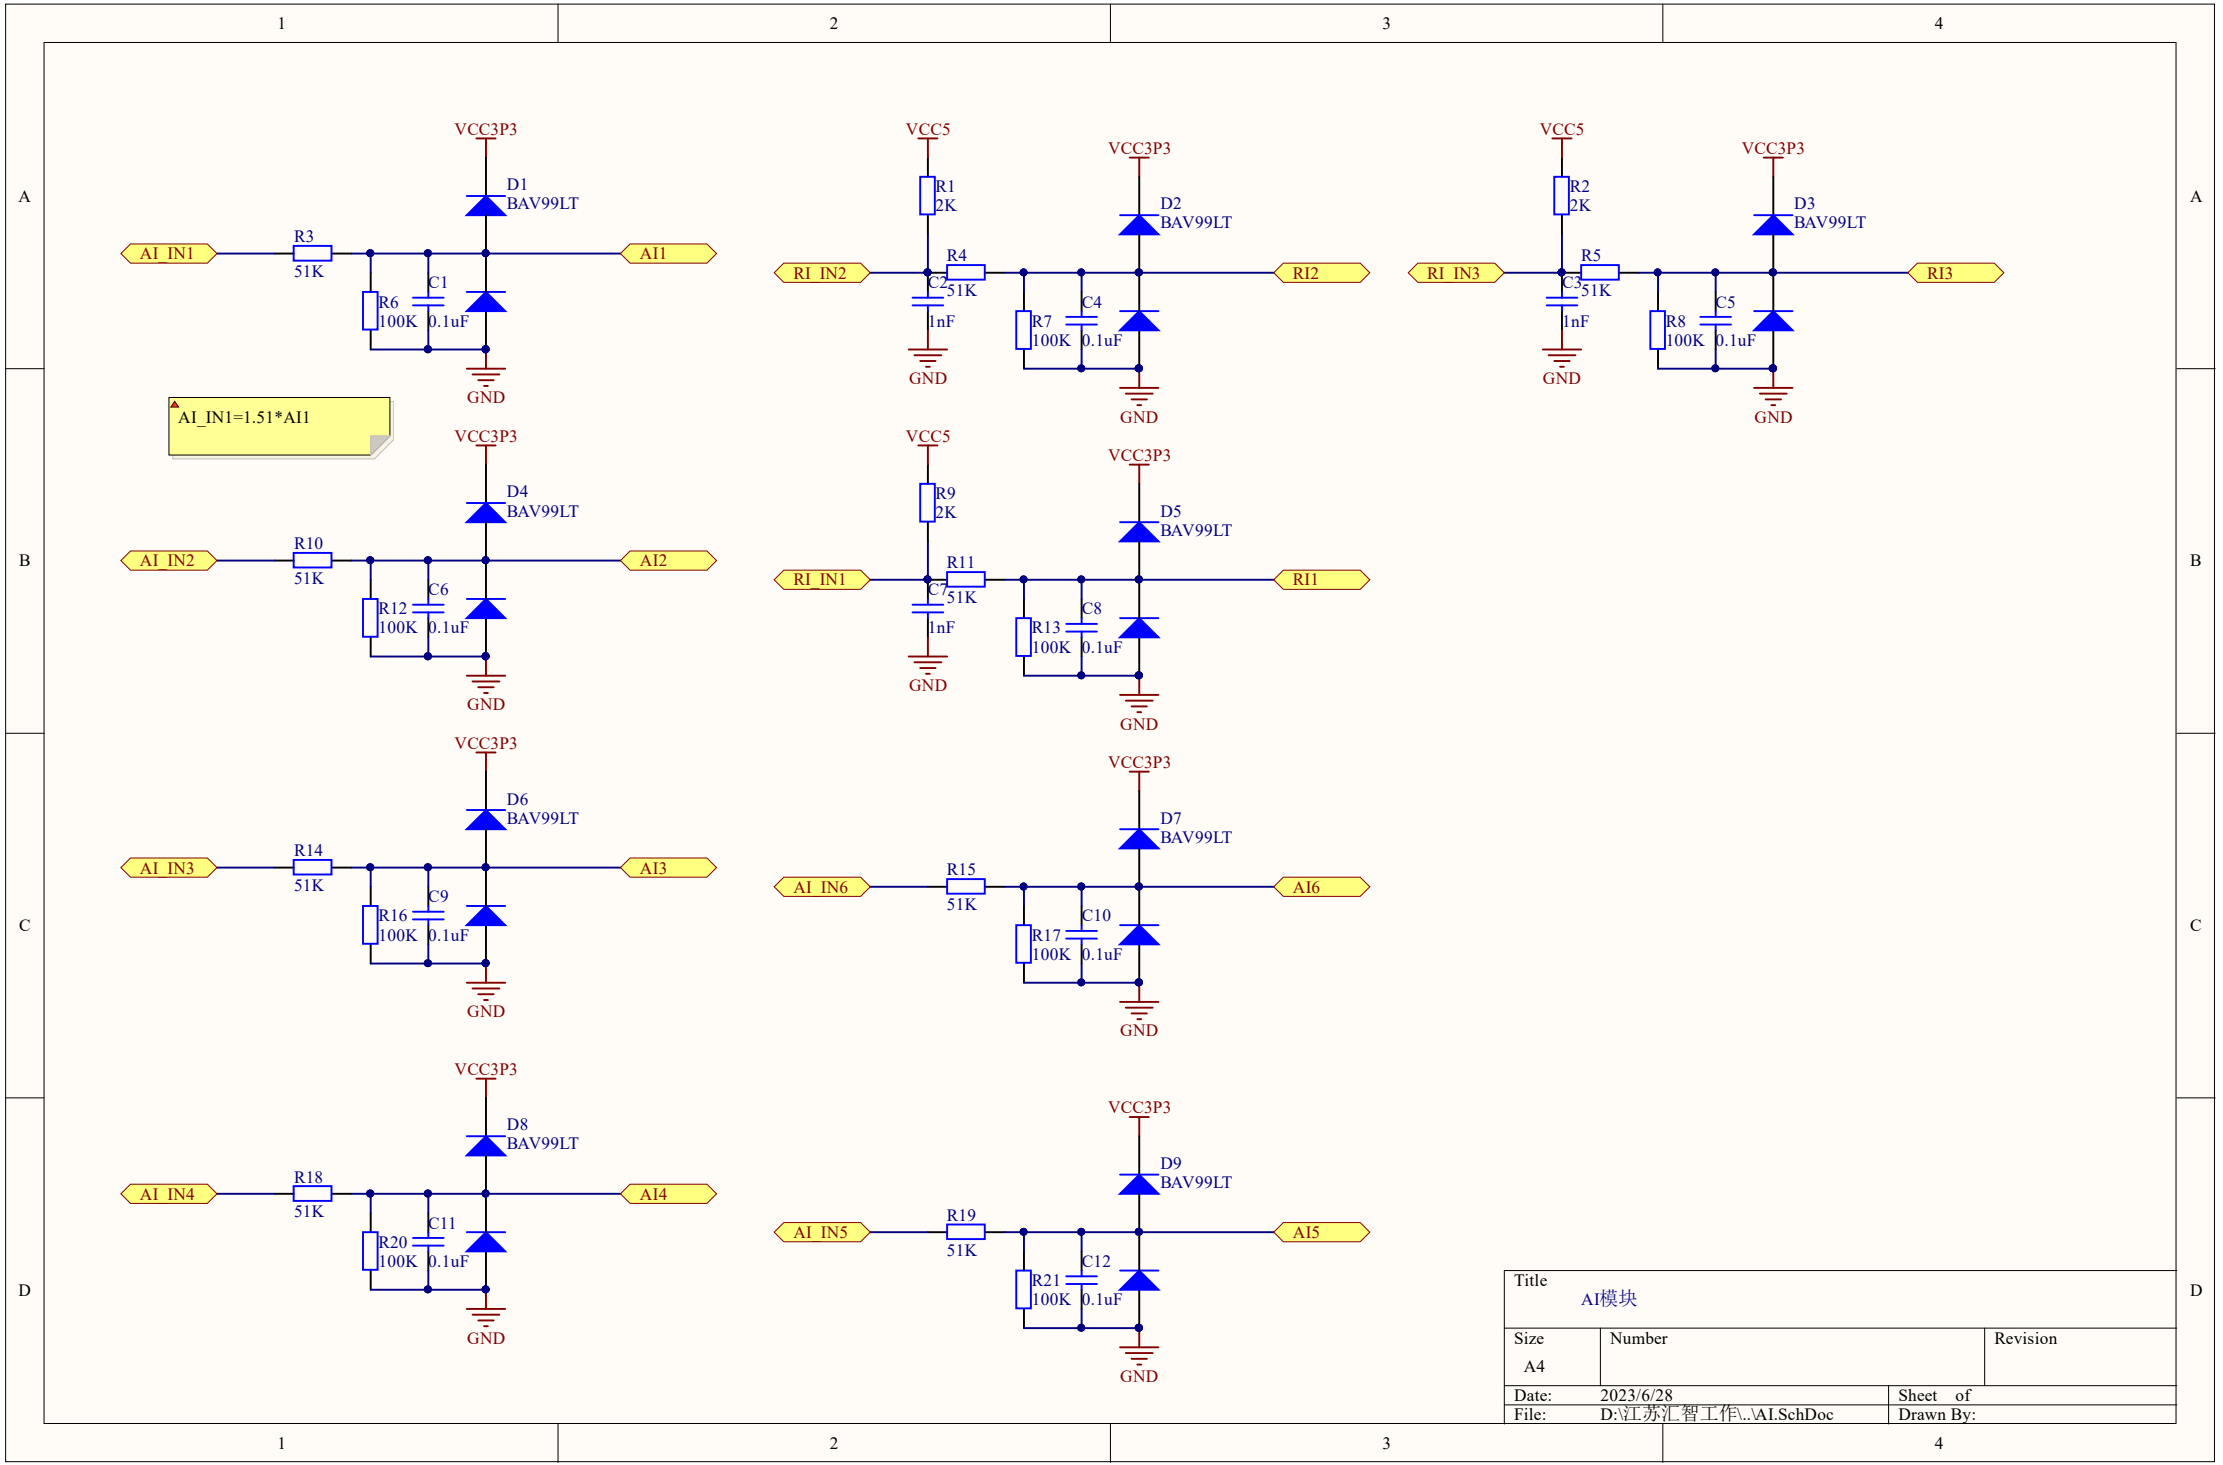 1 2 3 4
A A
B B
C C
D D
VCC3P3
D1
BAV99LT
AI_IN1
R3
51K
R6
100K
C1
0.1uF
AI1
GND
VCC5
R1
2K
VCC3P3
D2
BAV99LT
RI_IN2
R4
51K
C2
1nF
GND
R7
100K
C4
0.1uF
RI2
GND
VCC5
R2
2K
VCC3P3
D3
BAV99LT
RI_IN3
R5
51K
C3
1nF
GND
R8
100K
C5
0.1uF
RI3
GND
AI_IN1=1.51*AI1
VCC3P3
D4
BAV99LT
AI_IN2
R10
51K
R12
100K
C6
0.1uF
AI2
GND
VCC5
R9
2K
VCC3P3
D5
BAV99LT
RI_IN1
R11
51K
C7
1nF
GND
R13
100K
C8
0.1uF
RI1
GND
VCC3P3
D6
BAV99LT
AI_IN3
R14
51K
R16
100K
C9
0.1uF
AI3
GND
VCC3P3
D7
BAV99LT
AI_IN6
R15
51K
R17
100K
C10
0.1uF
AI6
GND
VCC3P3
D8
BAV99LT
AI_IN4
R18
51K
R20
100K
C11
0.1uF
AI4
GND
VCC3P3
D9
BAV99LT
AI_IN5
R19
51K
R21
100K
C12
0.1uF
AI5
GND
Title
AI模块
Size Number Revision
A4
Date: 2023/6/28 Sheet of
File: D:\江苏汇智工作\..\AI.SchDoc Drawn By:
1 2 3 4